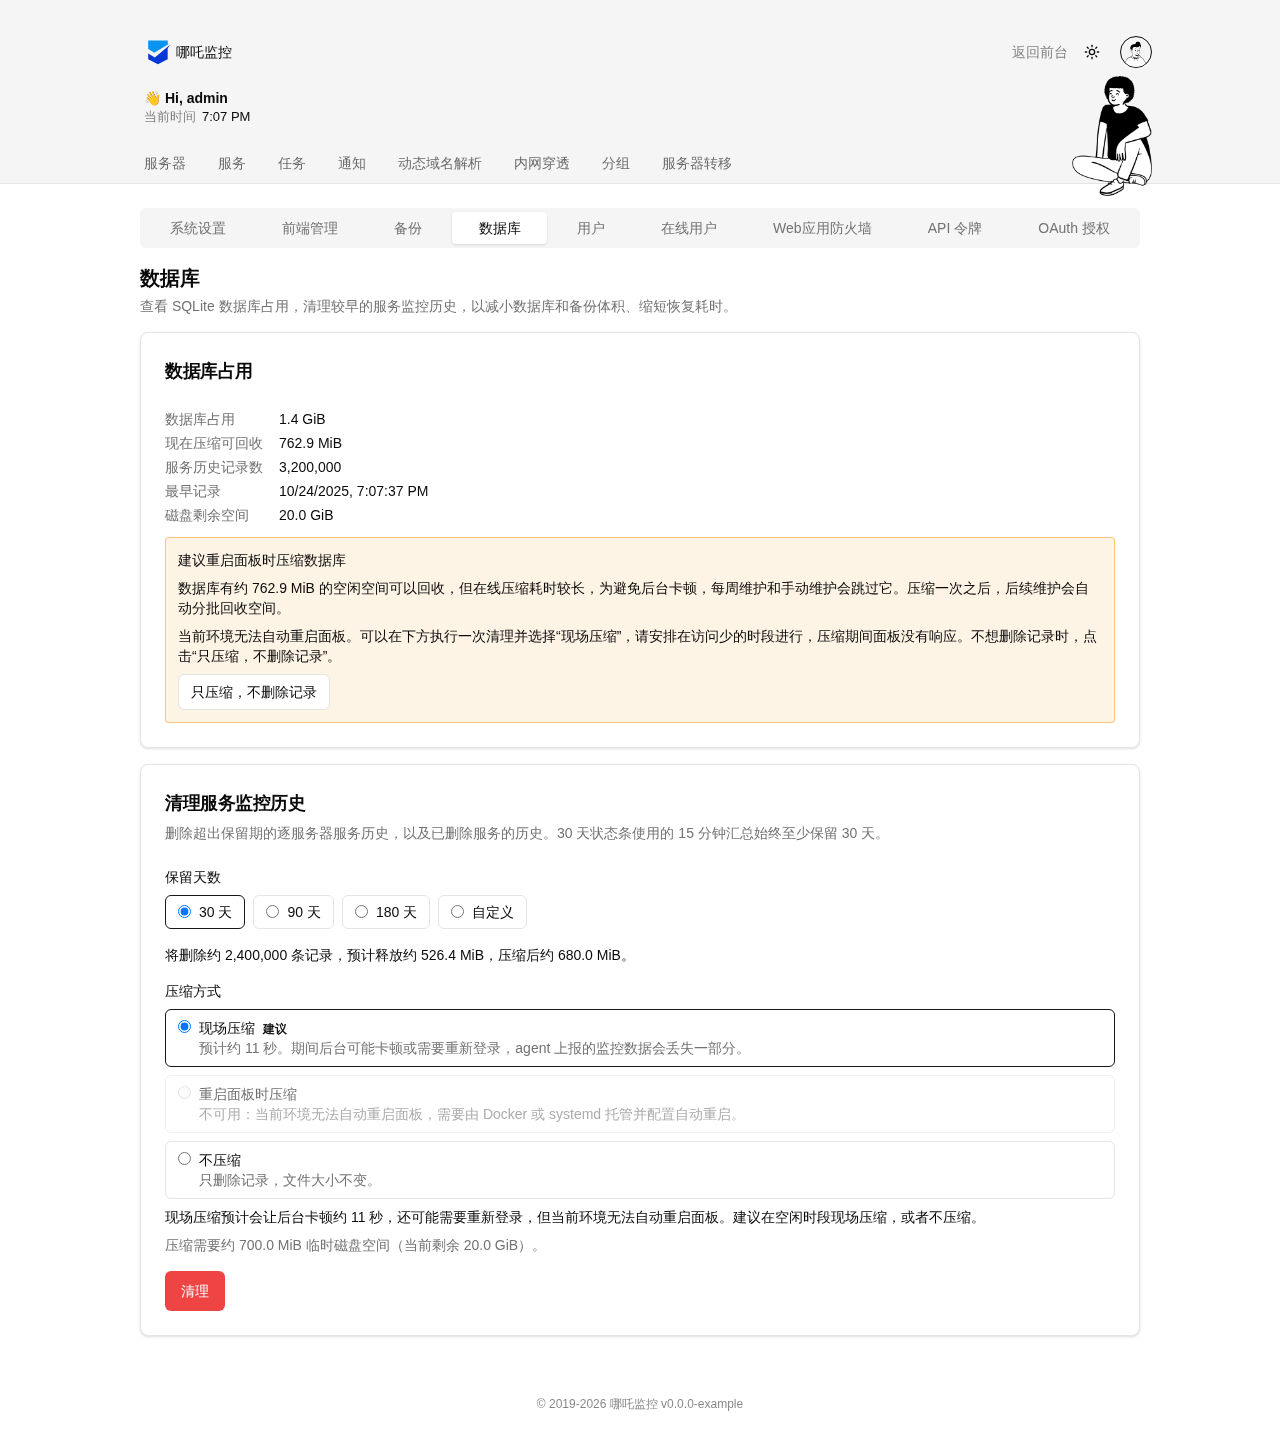 哪吒监控
返回前台
👋 Hi, admin
当前时间 7:07 PM
服务器 服务 任务 通知 动态域名解析 内网穿透 分组 服务器转移
系统设置 前端管理 备份 数据库 用户 在线用户 Web应用防火墙 API 令牌 OAuth 授权
数据库
查看 SQLite 数据库占用，清理较早的服务监控历史，以减小数据库和备份体积、缩短恢复耗时。
数据库占用
数据库占用 1.4 GiB
现在压缩可回收 762.9 MiB
服务历史记录数 3,200,000
最早记录 10/24/2025, 7:07:37 PM
磁盘剩余空间 20.0 GiB
建议重启面板时压缩数据库
数据库有约 762.9 MiB 的空闲空间可以回收，但在线压缩耗时较长，为避免后台卡顿，每周维护和手动维护会跳过它。压缩一次之后，后续维护会自
动分批回收空间。
当前环境无法自动重启面板。可以在下方执行一次清理并选择“现场压缩”，请安排在访问少的时段进行，压缩期间面板没有响应。不想删除记录时，点
击“只压缩，不删除记录”。
只压缩，不删除记录
清理服务监控历史
删除超出保留期的逐服务器服务历史，以及已删除服务的历史。30 天状态条使用的 15 分钟汇总始终至少保留 30 天。
保留天数
30 天 90 天 180 天 自定义
将删除约 2,400,000 条记录，预计释放约 526.4 MiB，压缩后约 680.0 MiB。
压缩方式
现场压缩 建议
预计约 11 秒。期间后台可能卡顿或需要重新登录，agent 上报的监控数据会丢失一部分。
重启面板时压缩
不可用：当前环境无法自动重启面板，需要由 Docker 或 systemd 托管并配置自动重启。
不压缩
只删除记录，文件大小不变。
现场压缩预计会让后台卡顿约 11 秒，还可能需要重新登录，但当前环境无法自动重启面板。建议在空闲时段现场压缩，或者不压缩。
压缩需要约 700.0 MiB 临时磁盘空间（当前剩余 20.0 GiB）。
清理
© 2019-2026 哪吒监控 v0.0.0-example